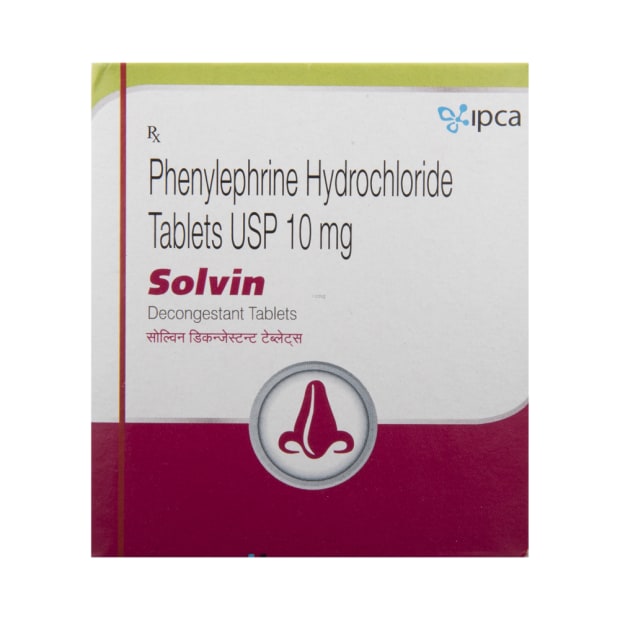 ipca
Rx
Phenylephrine Hydrochloride
Tablets USP 10 mg
Solvin
Decongestant Tablets
सोल्विन डिकन्जेस्टन्ट टेब्लेट्स